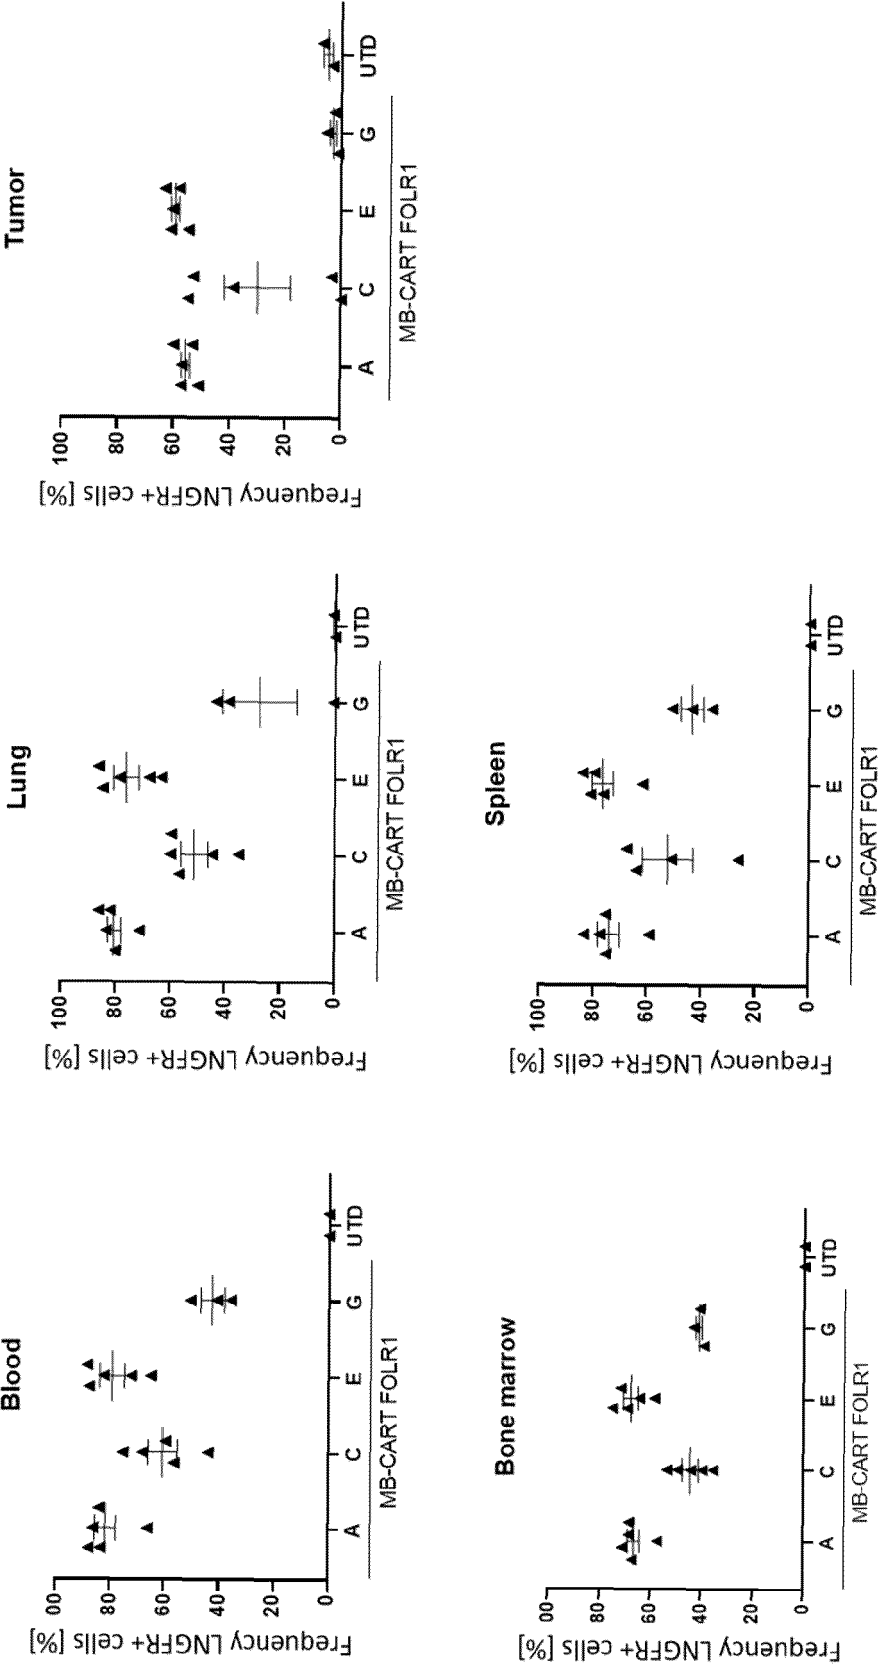 Blood
Frequency LNGFR+ cells [%]
00
80
60
40
20
0
A C E G UTD
MB-CART FOLR1
Lung
Frequency LNGFR+ cells [%]
100
80
60
40
20
0
A C E G UTD
MB-CART FOLR1
Tumor
Frequency LNGFR+ cells [%]
100
80
60
40
20
0
A C E G UTD
MB-CART FOLR1
Bone marrow
Frequency LNGFR+ cells [%]
00
80
60
40
20
0
A C E G UTD
MB-CART FOLR1
Spleen
Frequency LNGFR+ cells [%]
100
80
60
40
20
0
A C E G UTD
MB-CART FOLR1